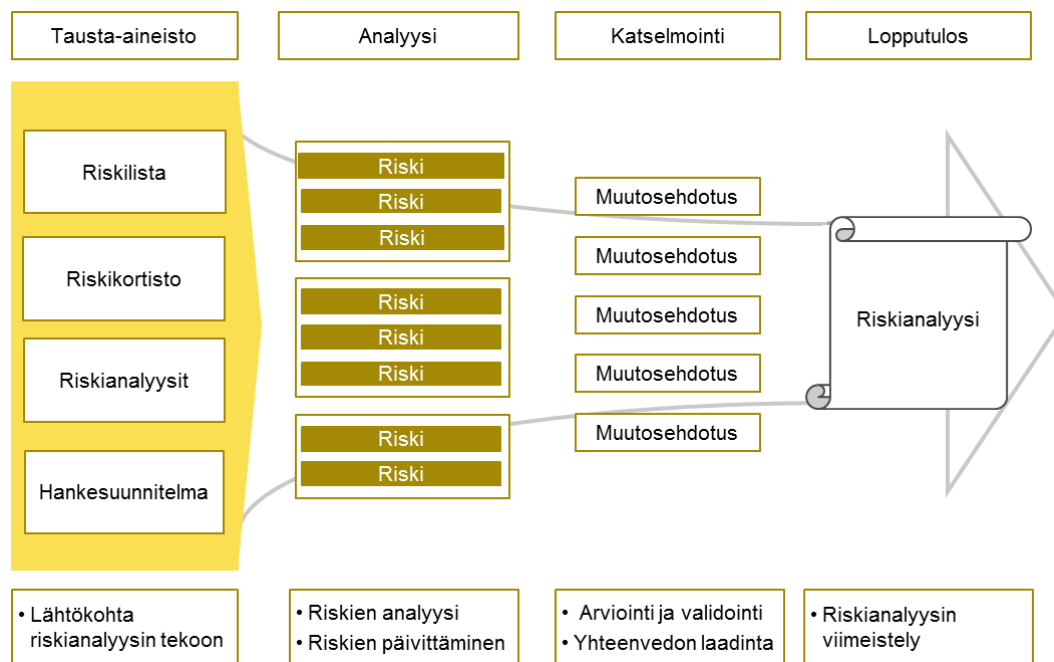 Tausta-aineisto
Analyysi
Katselmointi
Lopputulos
Riskilista
Riskikortisto
Riskianalyysit
Hankesuunnitelma
Riski
Riski
Riski
Riski
Riski
Riski
Riski
Riski
Muutosehdotus
Muutosehdotus
Muutosehdotus
Muutosehdotus
Muutosehdotus
Riskianalyysi
• Lähtökohta
riskianalyysin tekoon
• Riskien analyysi
• Riskien päivittäminen
• Arviointi ja validointi
• Yhteenvedon laadinta
• Riskianalyysin
viimeistely